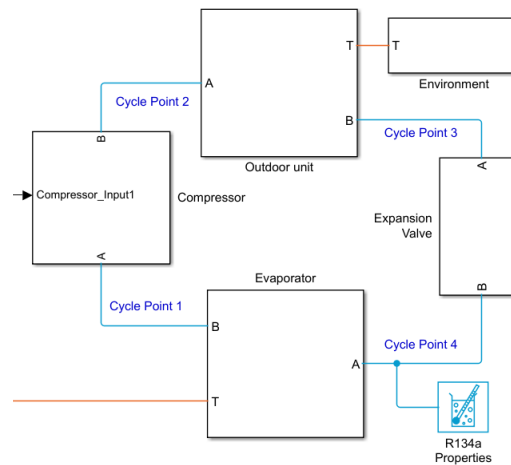 T
T
A
Environment
Cycle Point 2
B
Cycle Point 3
B
Outdoor unit
A
Compressor_Input1
Compressor
Expansion
Valve
A
Evaporator
B
Cycle Point 1
B
Cycle Point 4
A
T
R134a
Properties